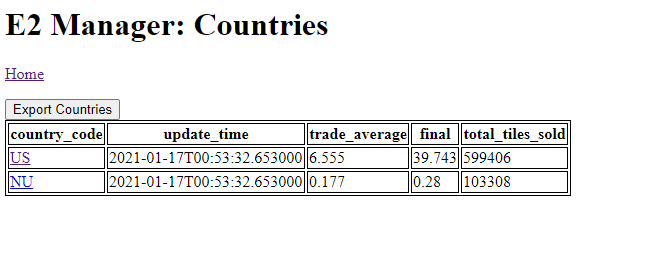 E2 Manager: Countries
Home
Export Countries
country_code update_time trade_average final total_tiles_sold
US 2021-01-17T00:53:32.653000 6.555 39.743 599406
NU 2021-01-17T00:53:32.653000 0.177 0.28 103308